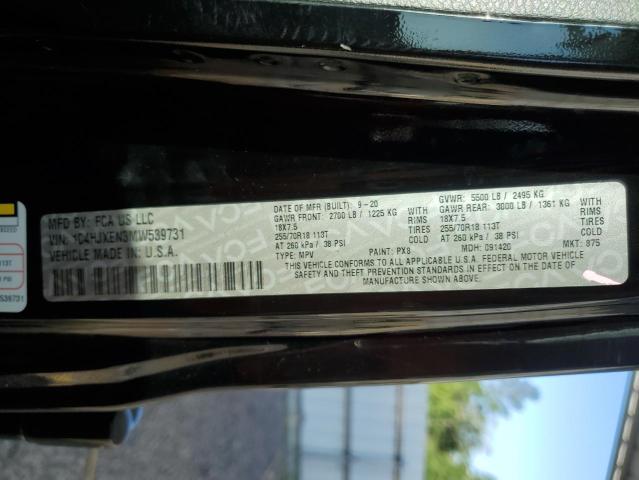 MFD BY: FCA US LLC
VIN: 1C4HJXEN3MW539731
VEHICLE MADE IN: U.S.A.
DATE OF MFR (BUILT): 9-20
GAWR FRONT: 2700 LB / 1225 KG WITH
18X7.5 RIMS
255/70R18 113T TIRES
AT 260 kPa / 38 PSI COLD
GVWR: 5500 LB / 2495 KG
GAWR REAR: 3000 LB / 1361 KG WITH
18X7.5 RIMS
255/70R18 113T TIRES
AT 260 kPa / 38 PSI COLD
TYPE: MPV PAINT: PX8 MDH: 091420 MKT: 875
THIS VEHICLE CONFORMS TO ALL APPLICABLE U.S.A. FEDERAL MOTOR VEHICLE
SAFETY AND THEFT PREVENTION STANDARDS IN EFFECT ON THE DATE OF
MANUFACTURE SHOWN ABOVE.
113T
PSI
539731